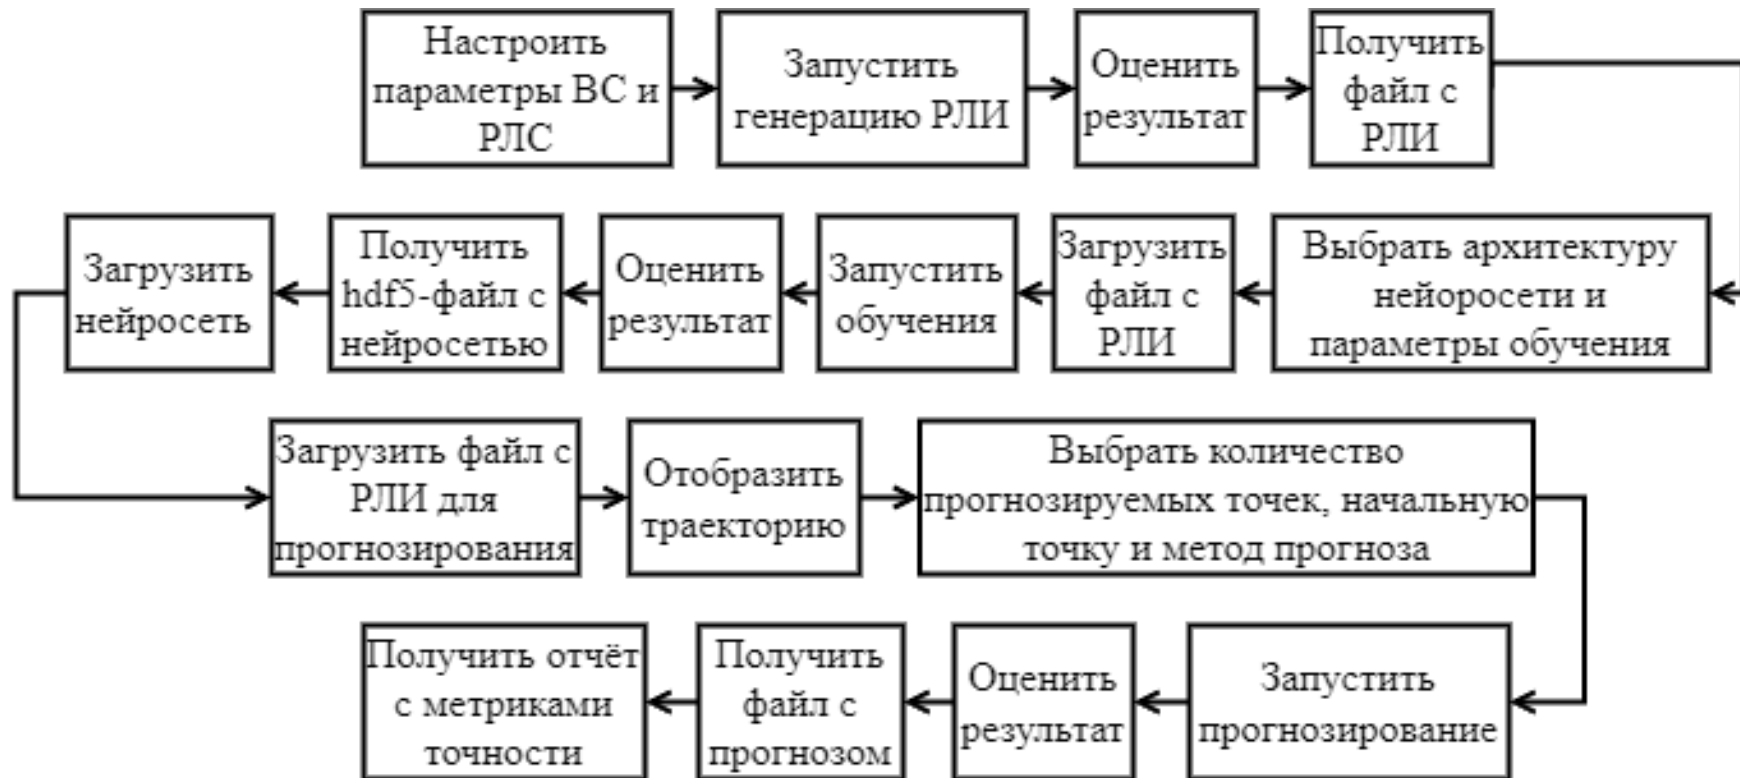 Настроить
параметры ВС и
РЛС
Запустить
генерацию РЛИ
Оценить
результат
Получить
файл с
РЛИ
Выбрать архитектуру
нейоросети и
параметры обучения
Загрузить
файл с
РЛИ
Запустить
обучения
Оценить
результат
Получить
hdf5-файл с
нейросетью
Загрузить
нейросеть
Загрузить файл с
РЛИ для
прогнозирования
Отобразить
траекторию
Выбрать количество
прогнозируемых точек, начальную
точку и метод прогноза
Запустить
прогнозирование
Оценить
результат
Получить
файл с
прогнозом
Получить отчёт
с метриками
точности